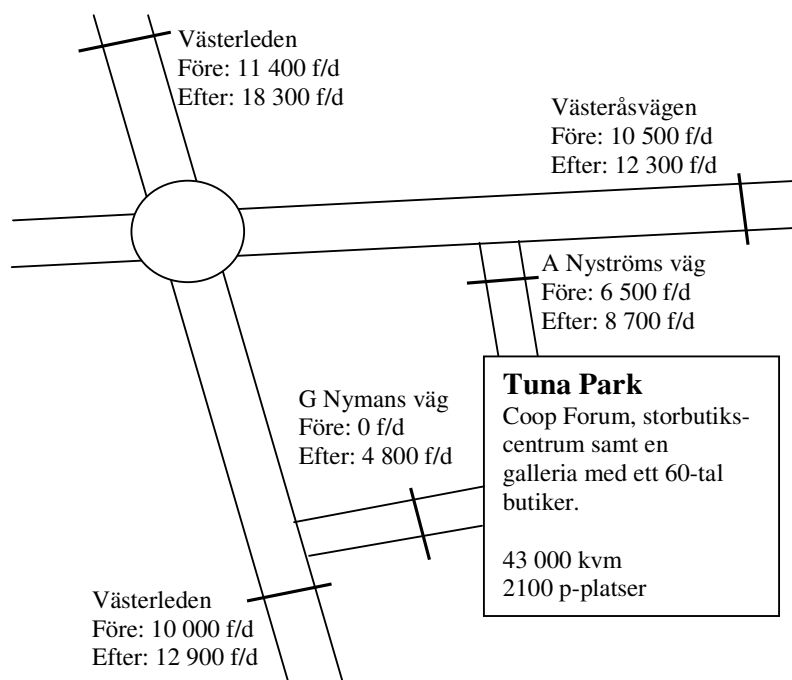 Västerleden
Före: 11 400 f/d
Efter: 18 300 f/d
Västeråsvägen
Före: 10 500 f/d
Efter: 12 300 f/d
A Nyströms väg
Före: 6 500 f/d
Efter: 8 700 f/d
G Nymans väg
Före: 0 f/d
Efter: 4 800 f/d
Tuna Park
Coop Forum, storbutiks-
centrum samt en
galleria med ett 60-tal
butiker.
43 000 kvm
2100 p-platser
Västerleden
Före: 10 000 f/d
Efter: 12 900 f/d